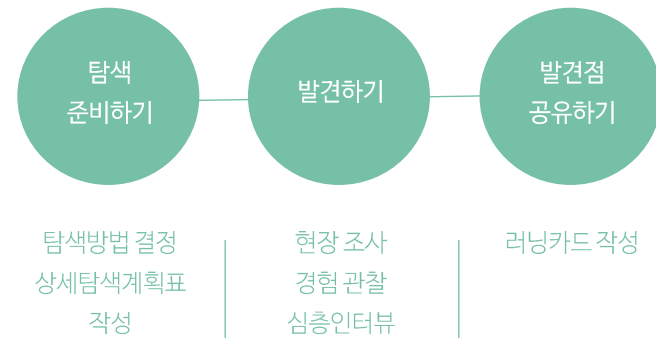 탐색
준비하기
발견하기
발견점
공유하기
탐색방법 결정
상세탐색계획표
작성
현장 조사
경험 관찰
심층인터뷰
러닝카드 작성